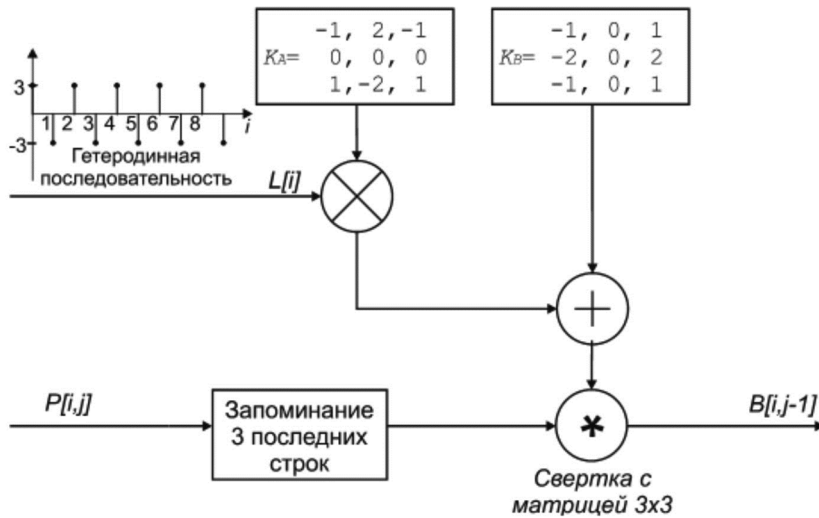 -1, 2,-1
KA= 0, 0, 0
1,-2, 1
-1, 0, 1
KB= -2, 0, 2
-1, 0, 1
3
-3
1 2 3 4 5 6 7 8 i
Гетеродинная
последовательность
L[i]
P[i,j]
Запоминание
3 последних
строк
*
B[i,j-1]
Свертка с
матрицей 3x3